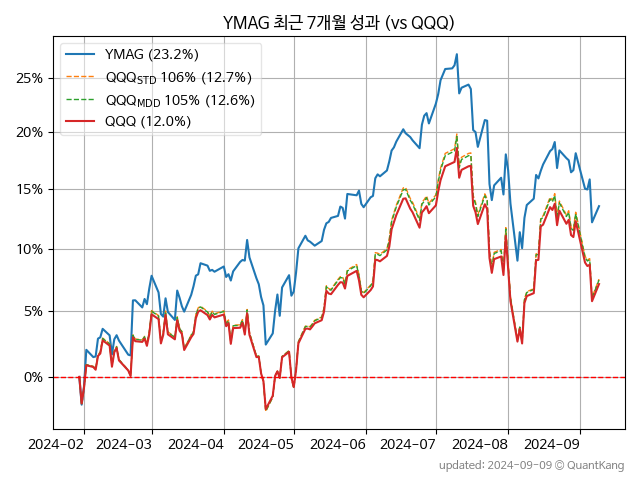 YMAG 최근 7개월 성과 (vs QQQ)
YMAG (23.2%)
QQQSTD 106% (12.7%)
QQQMDD 105% (12.6%)
QQQ (12.0%)
25%
20%
15%
10%
5%
0%
2024-02 2024-03 2024-04 2024-05 2024-06 2024-07 2024-08 2024-09
updated: 2024-09-09 © QuantKang